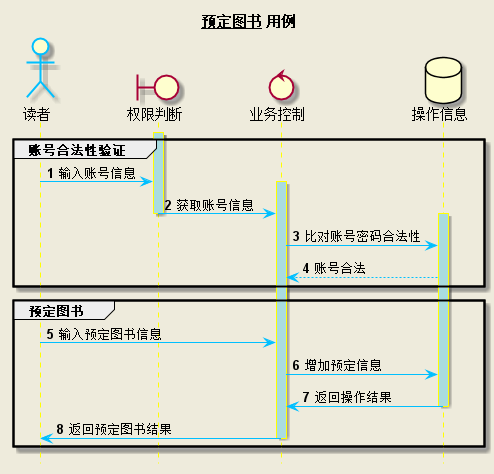 预定图书 用例
读者
权限判断
业务控制
操作信息
账号合法性验证
1 输入账号信息
2 获取账号信息
3 比对账号密码合法性
4 账号合法
预定图书
5 输入预定图书信息
6 增加预定信息
7 返回操作结果
8 返回预定图书结果